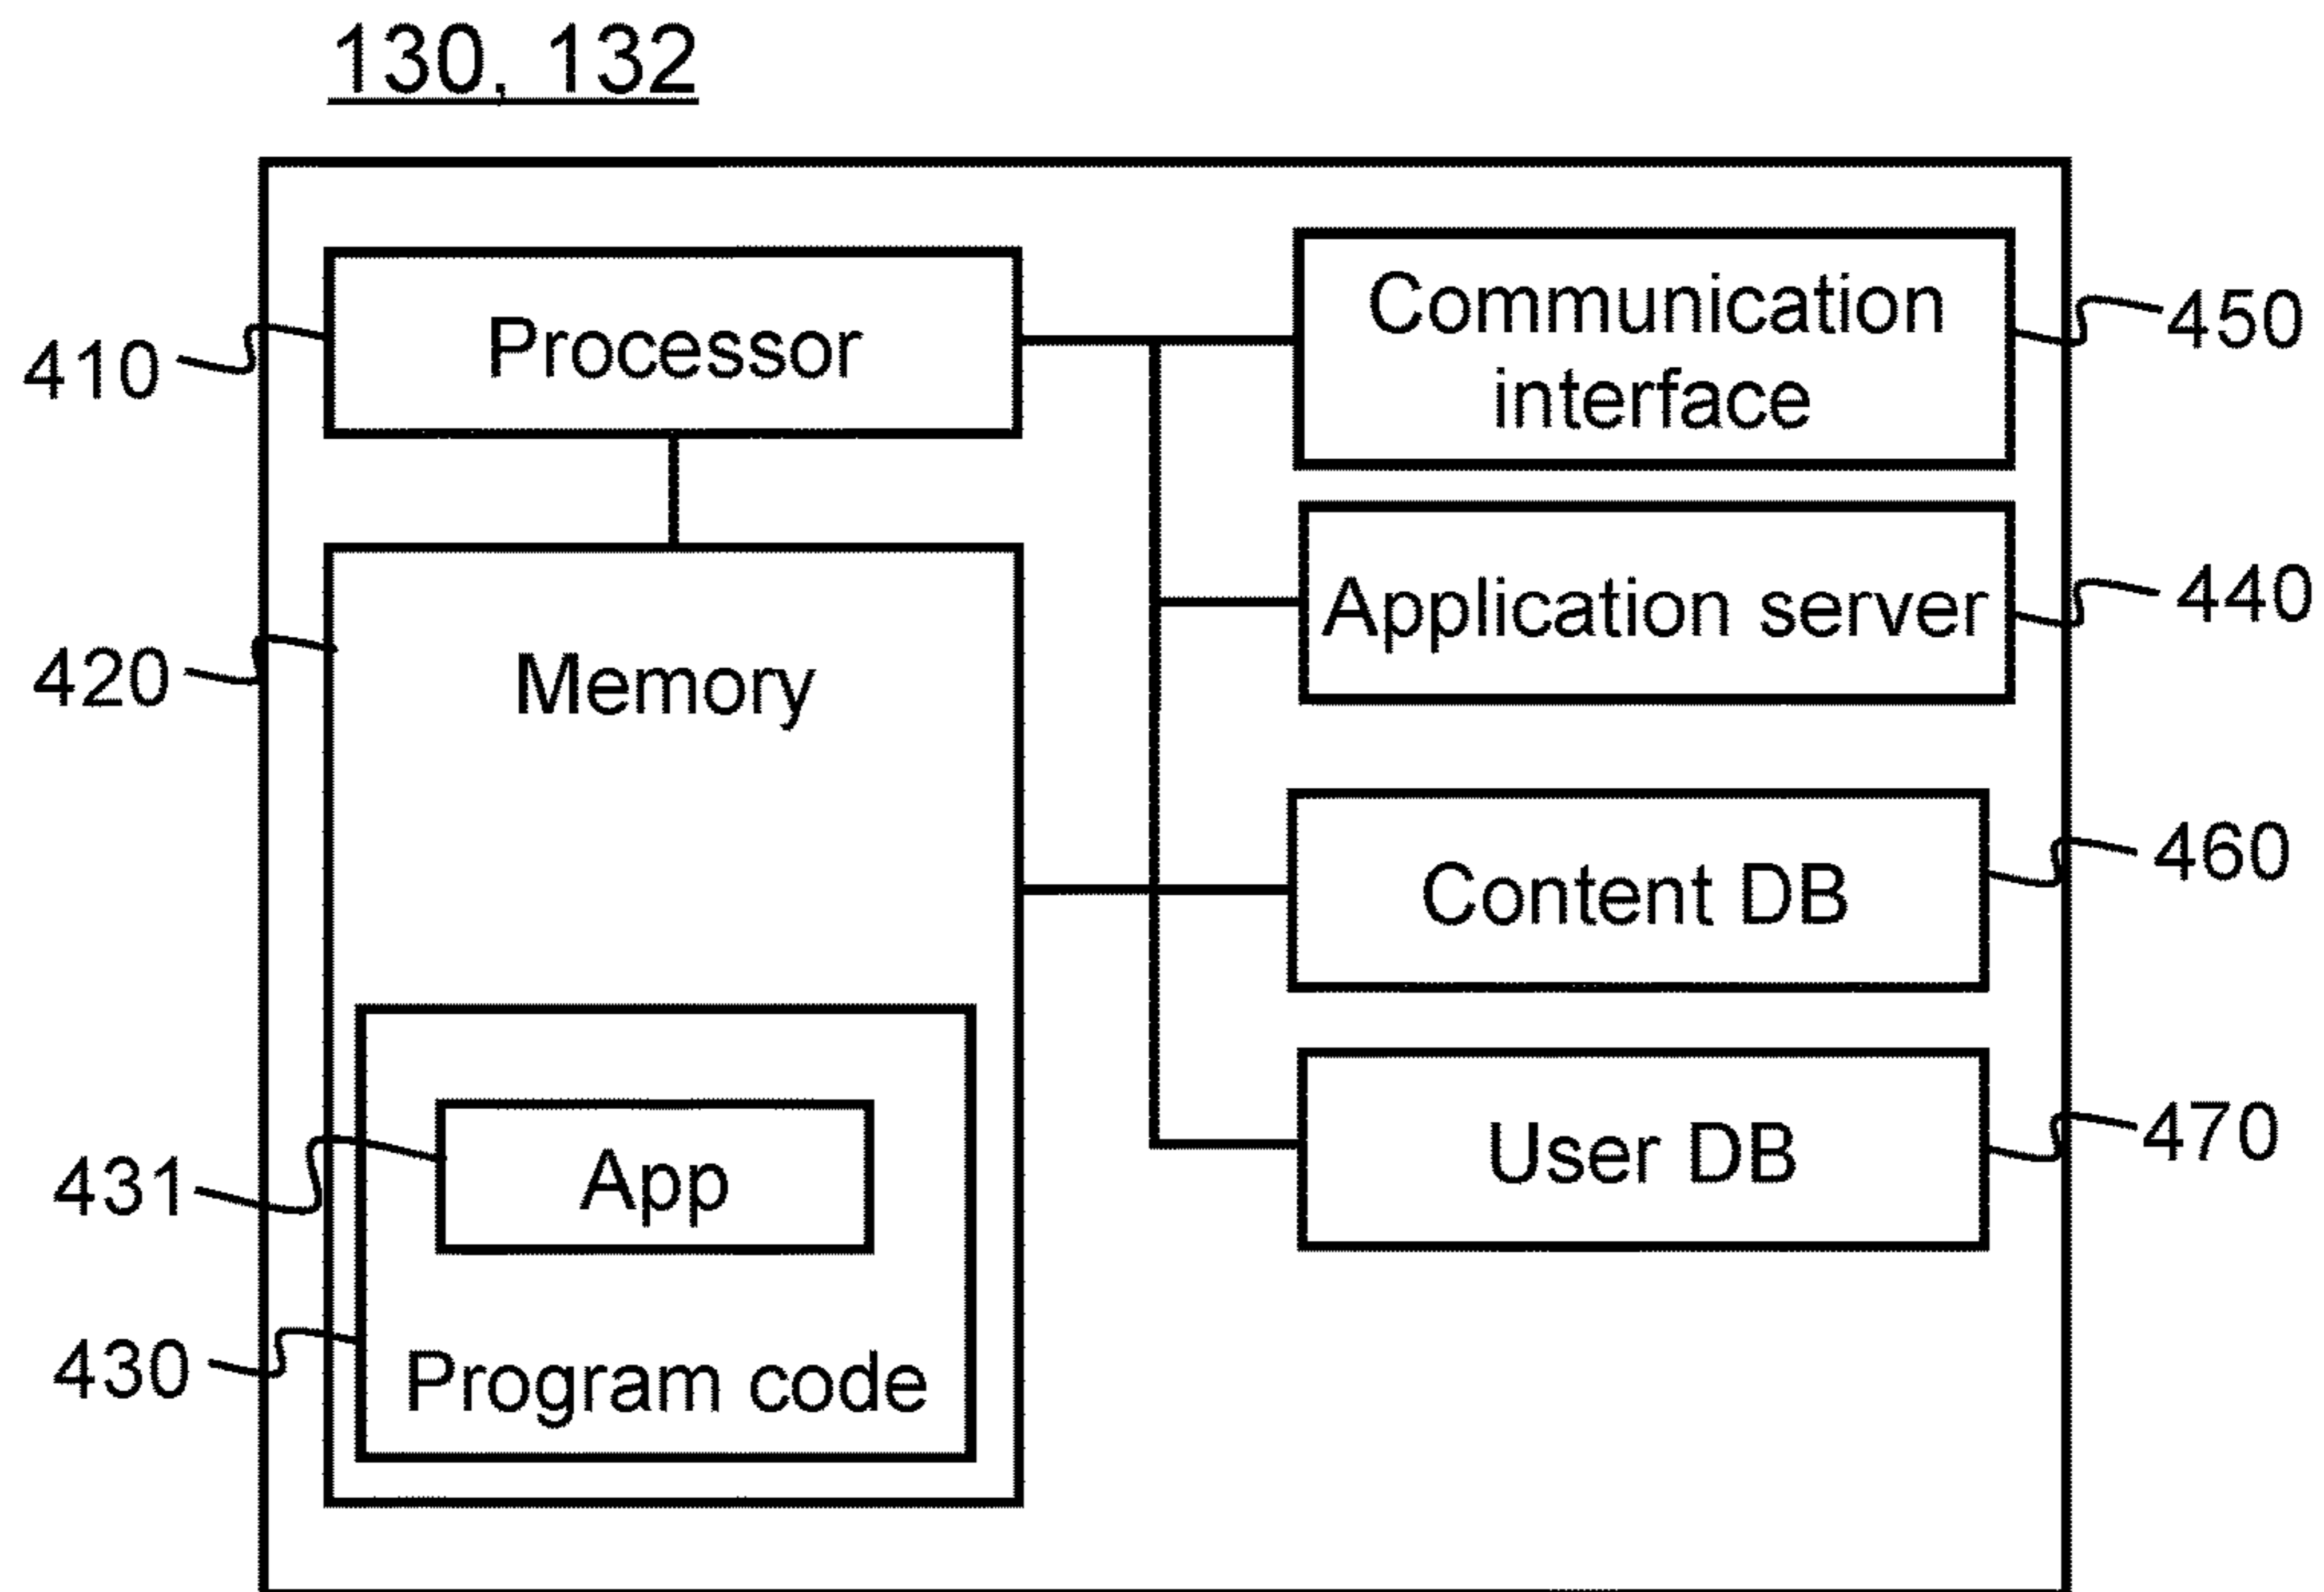 130, 132
410
Processor
Communication
interface
450
420
Memory
Application server
440
Content DB
460
431
App
User DB
470
430
Program code